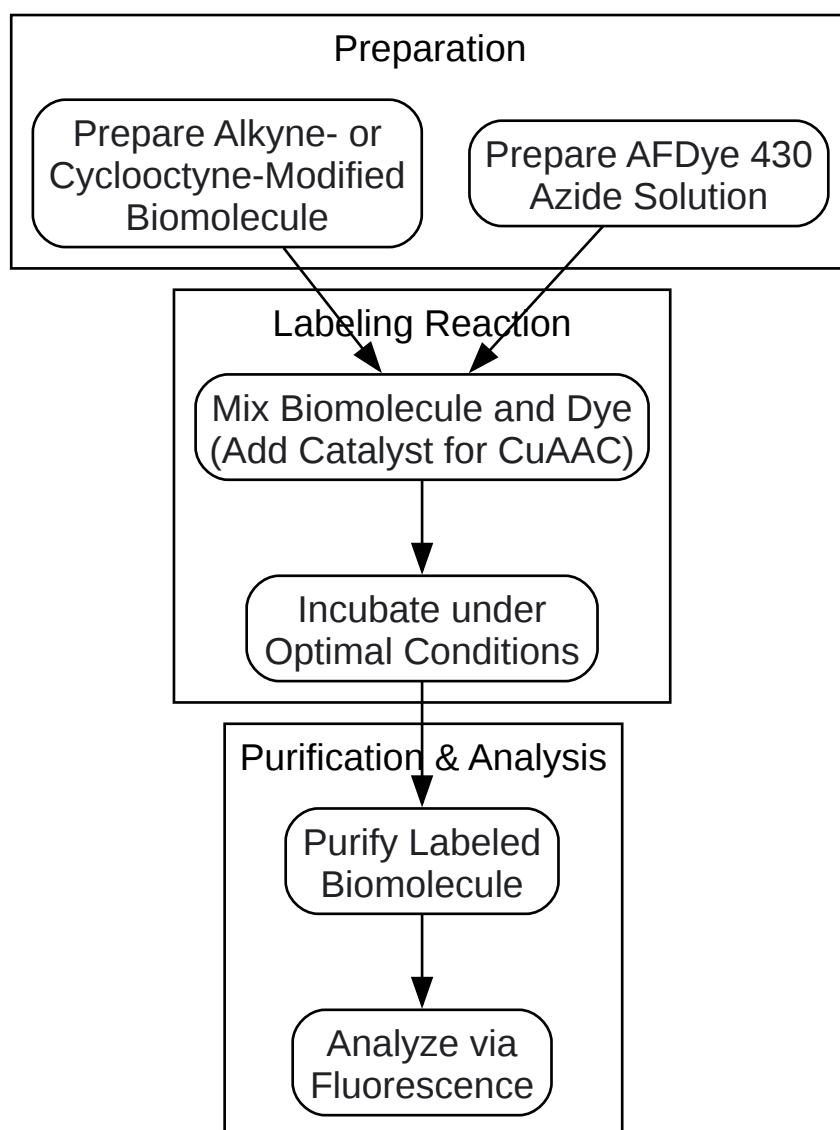 Preparation
Prepare Alkyne- or
Cyclooctyne-Modified
Biomolecule
Prepare AFDye 430
Azide Solution
Labeling Reaction
Mix Biomolecule and Dye
(Add Catalyst for CuAAC)
Incubate under
Optimal Conditions
Purification & Analysis
Purify Labeled
Biomolecule
Analyze via
Fluorescence